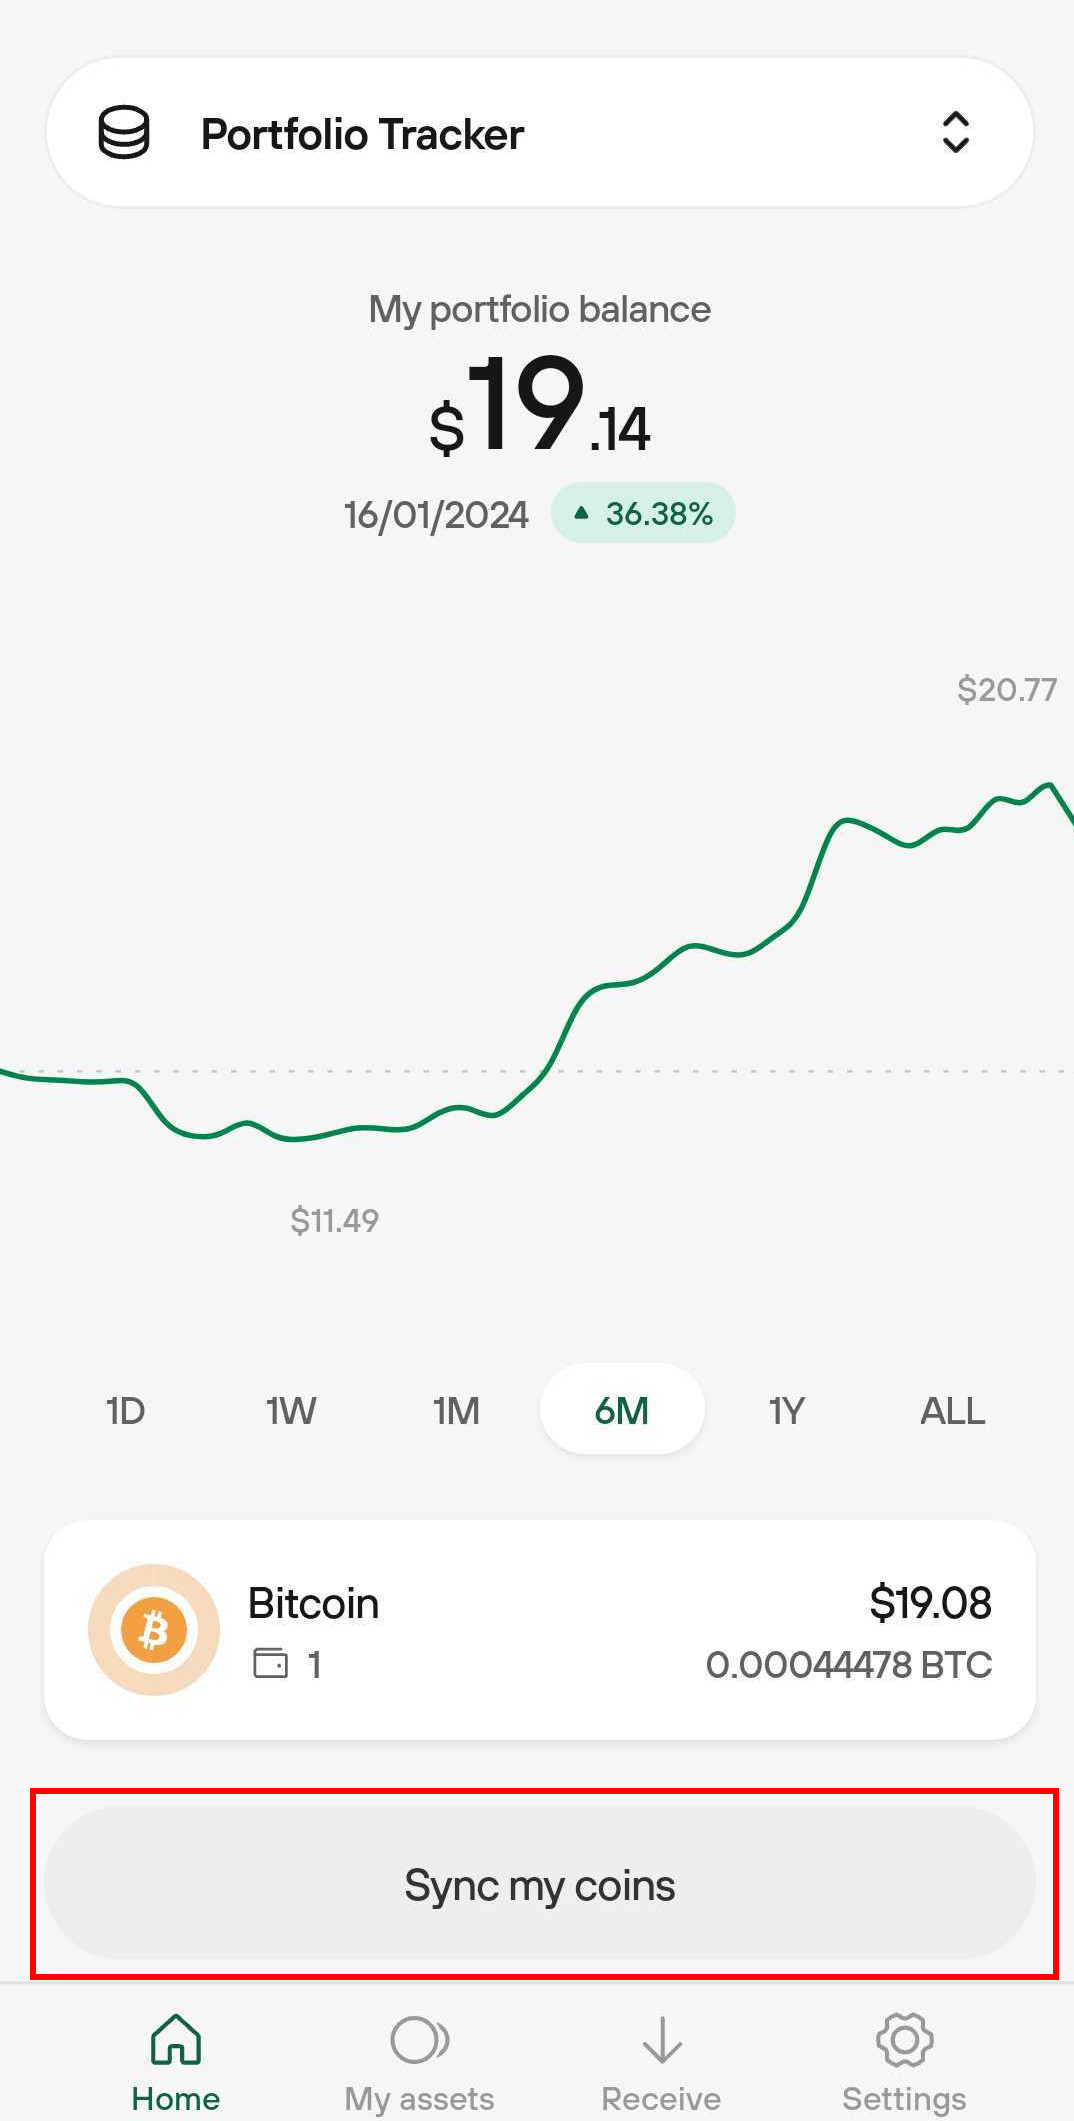 Portfolio Tracker
My portfolio balance
$19.14
16/01/2024 ▲ 36.38%
$20.77
$11.49
1D 1W 1M 6M 1Y ALL
Bitcoin $19.08
1 0.00044478 BTC
Sync my coins
Home My assets Receive Settings